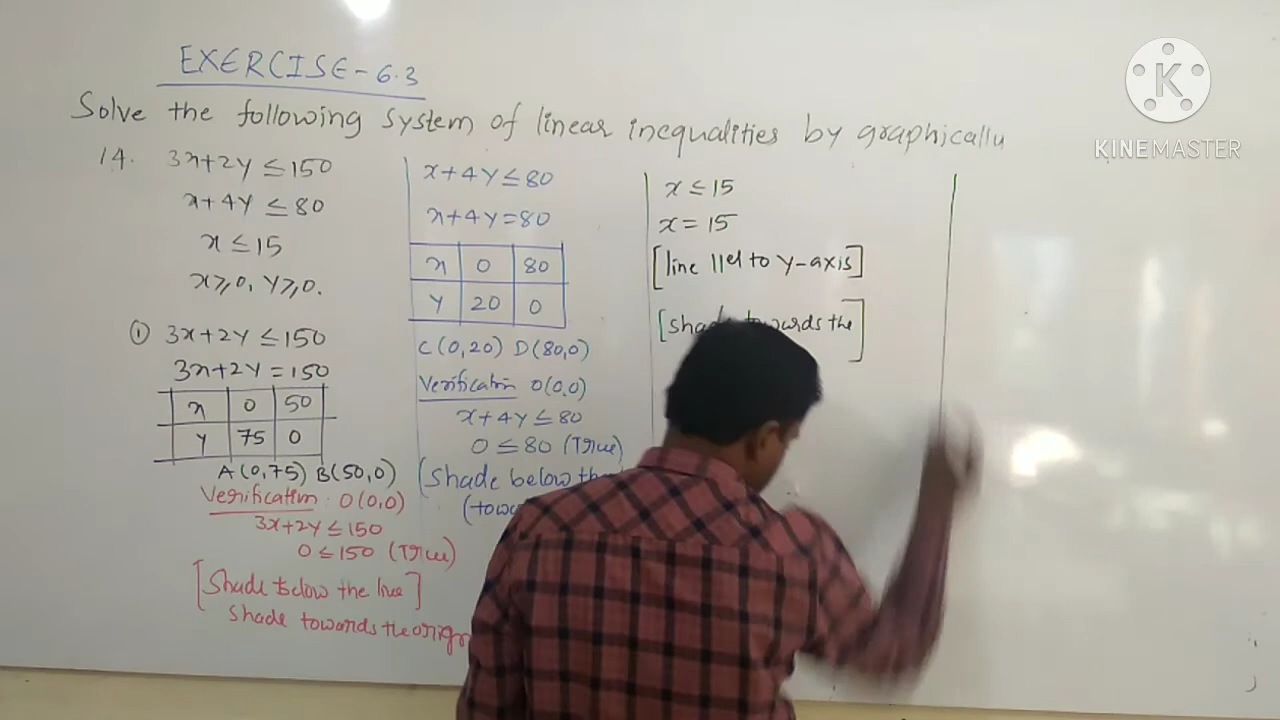 EXERCISE-6.3
Solve the following system of linear inequalities by graphically
14. 3x+2y ≤ 150
x+4y ≤ 80
x ≤ 15
x ≥ 0, y ≥ 0.
① 3x+2y ≤ 150
3x+2y = 150
x 0 50
y 75 0
A(0,75) B(50,0)
Verification O(0,0)
3x+2y ≤ 150
0 ≤ 150 (True)
[Shade below the line]
shade towards the origin
x+4y ≤ 80
x+4y = 80
x 0 80
y 20 0
C(0,20) D(80,0)
Verification O(0,0)
x+4y ≤ 80
0 ≤ 80 (True)
(Shade below the
x ≤ 15
x = 15
[line 11el to y-axis]
the]
K
KINEMASTER